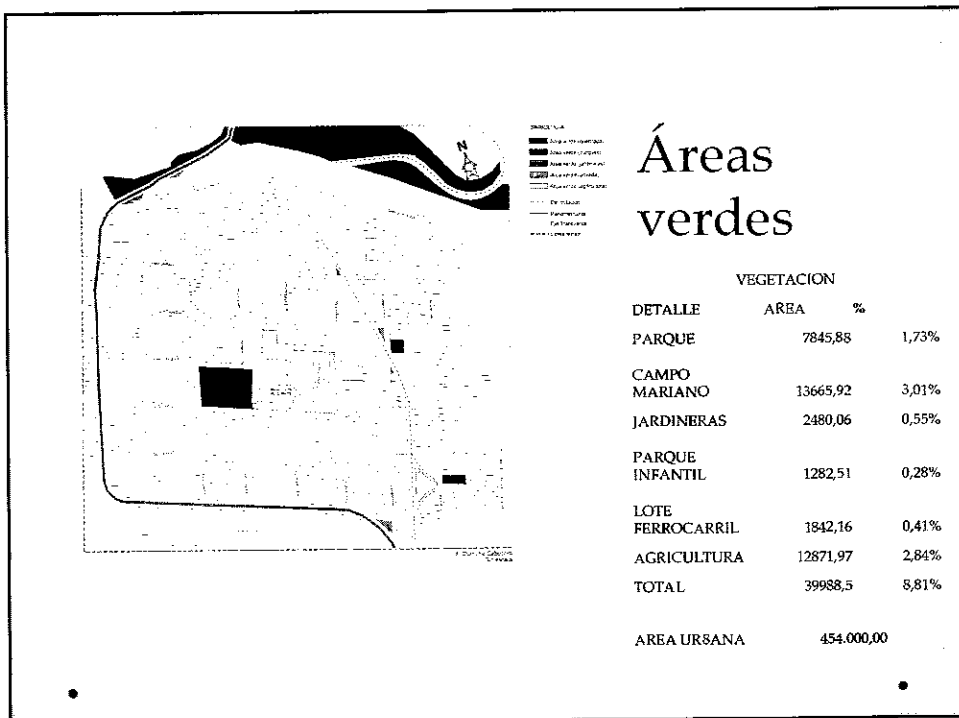 N
Áreas
verdes
VEGETACION
DETALLE AREA %
PARQUE 7845,88 1,73%
CAMPO
MARIANO 13665,92 3,01%
JARDINERAS 2480,06 0,55%
PARQUE
INFANTIL 1282,51 0,28%
LOTE
FERROCARRIL 1842,16 0,41%
AGRICULTURA 12871,97 2,84%
TOTAL 39988,5 8,81%
AREA URBANA 454.000,00